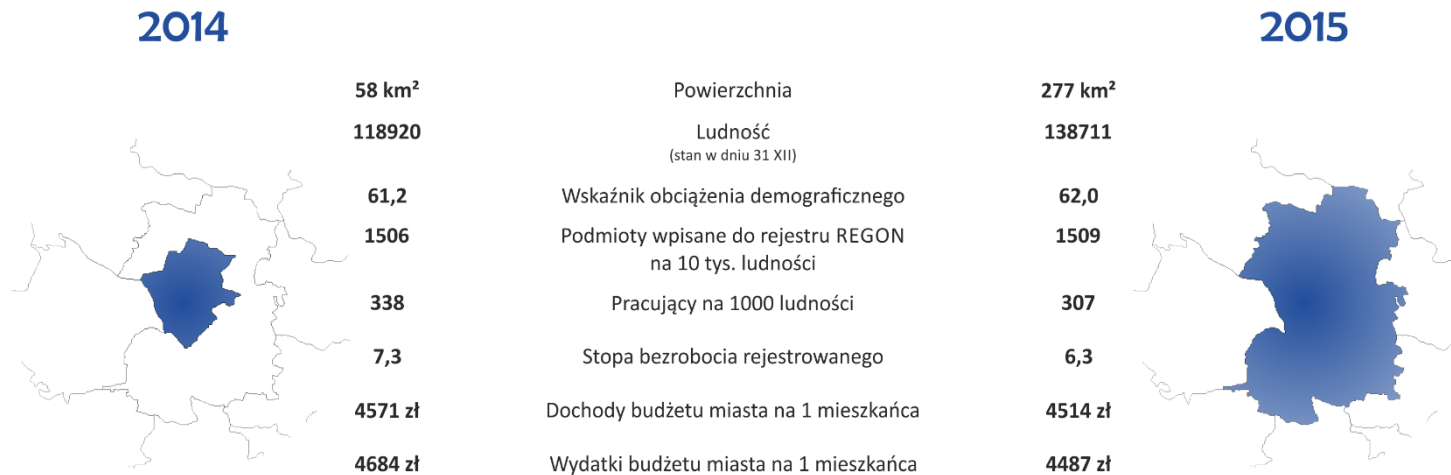 2014
2015
58 km² Powierzchnia 277 km²
118920 Ludność 138711
(stan w dniu 31 XII)
61,2 Wskaźnik obciążenia demograficznego 62,0
1506 Podmioty wpisane do rejestru REGON 1509
na 10 tys. ludności
338 Pracujący na 1000 ludności 307
7,3 Stopa bezrobocia rejestrowanego 6,3
4571 zł Dochody budżetu miasta na 1 mieszkańca 4514 zł
4684 zł Wydatki budżetu miasta na 1 mieszkańca 4487 zł